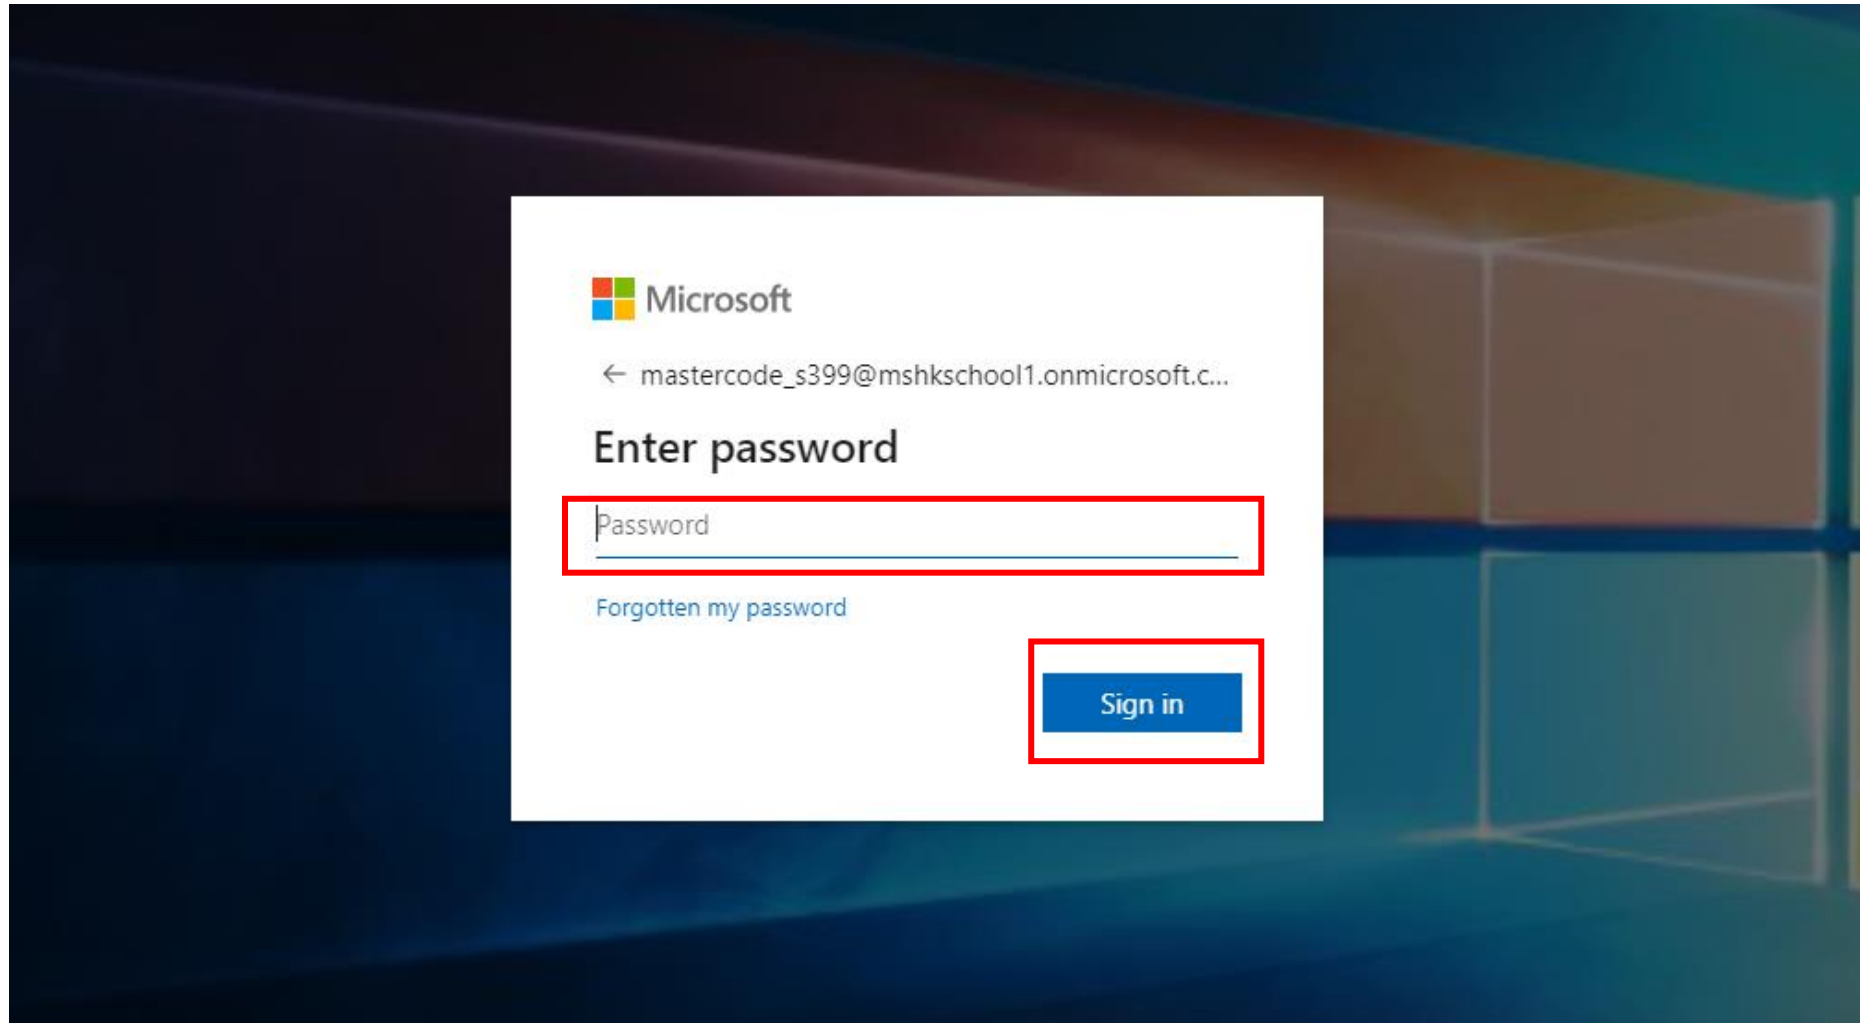 Microsoft
← mastercode_s399@mshkschool1.onmicrosoft.c...
Enter password
Password
Forgotten my password
Sign in